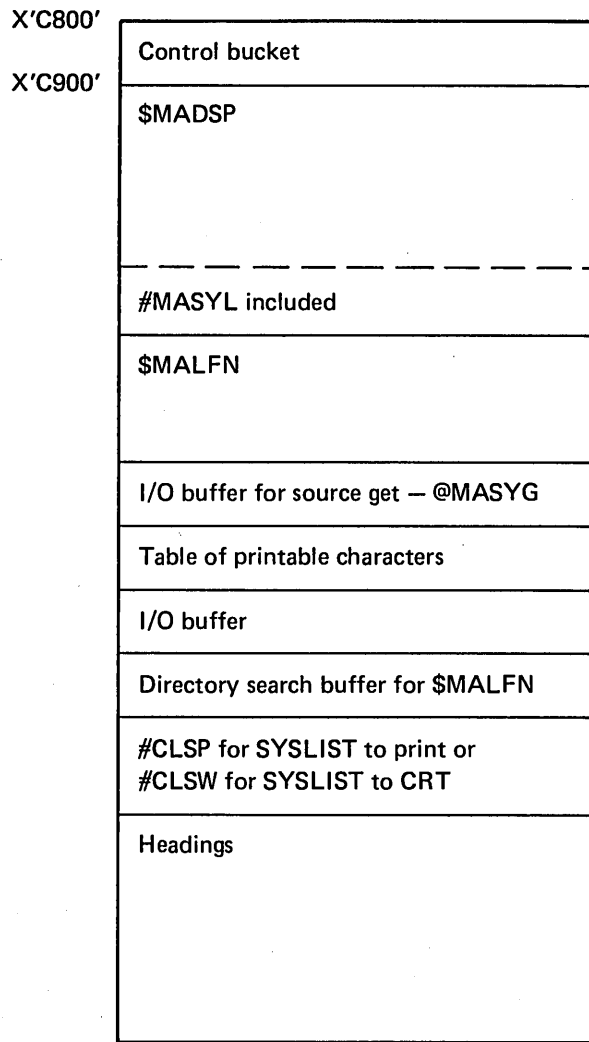 X'C800'
Control bucket
X'C900'
$MADSP
#MASYL included
$MALFN
I/O buffer for source get — @MASYG
Table of printable characters
I/O buffer
Directory search buffer for $MALFN
#CLSP for SYSLIST to print or
#CLSW for SYSLIST to CRT
Headings